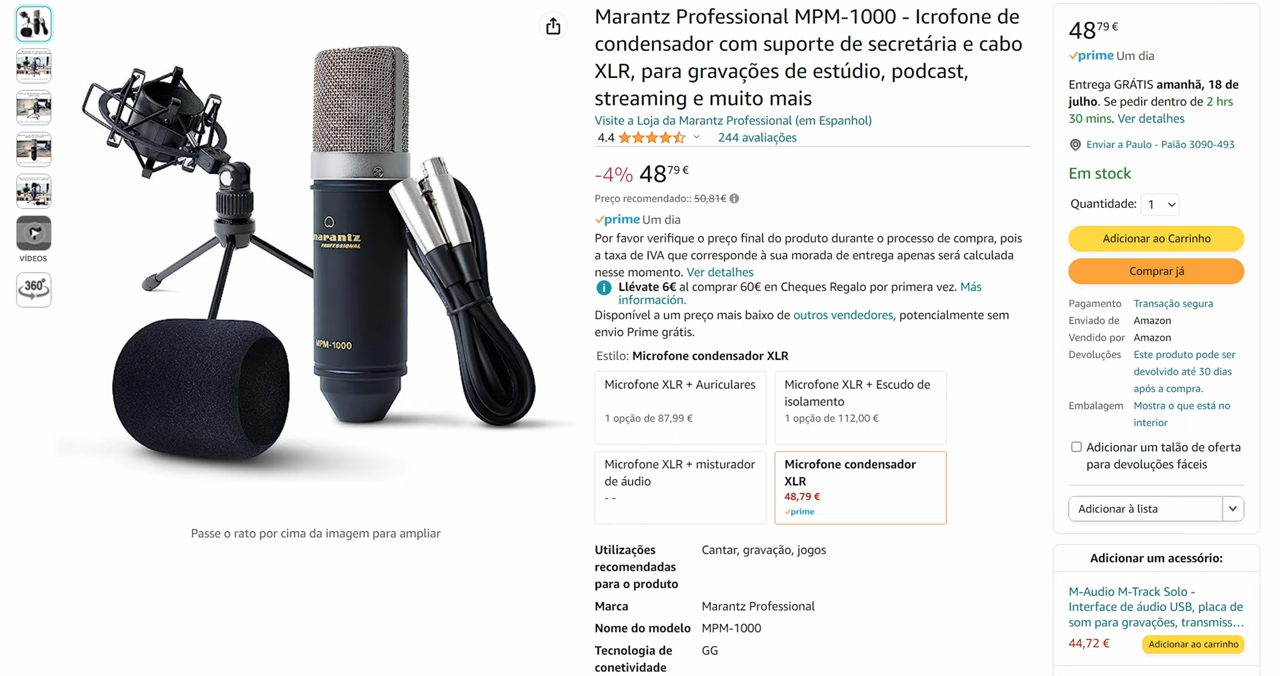 VÍDEOS
360°
marantz
PROFESSIONAL
MPM-1000
Passe o rato por cima da imagem para ampliar
Marantz Professional MPM-1000 - Icrofone de
condensador com suporte de secretária e cabo
XLR, para gravações de estúdio, podcast,
streaming e muito mais
Visite a Loja da Marantz Professional (em Espanhol)
4.4 244 avaliações
-4% 4879 €
Preço recomendado:: 50,81€
prime Um dia
Por favor verifique o preço final do produto durante o processo de compra, pois
a taxa de IVA que corresponde à sua morada de entrega apenas será calculada
nesse momento. Ver detalhes
Llévate 6€ al comprar 60€ en Cheques Regalo por primera vez. Más
información.
Disponível a um preço mais baixo de outros vendedores, potencialmente sem
envio Prime grátis.
Estilo: Microfone condensador XLR
Microfone XLR + Auriculares
1 opção de 87,99 €
Microfone XLR + Escudo de
isolamento
1 opção de 112,00 €
Microfone XLR + misturador
de áudio
- -
Microfone condensador
XLR
48,79 €
prime
Utilizações
recomendadas
para o produto
Cantar, gravação, jogos
Marca Marantz Professional
Nome do modelo MPM-1000
Tecnologia de
conetividade
GG
4879 €
prime Um dia
Entrega GRÁTIS amanhã, 18 de
julho. Se pedir dentro de 2 hrs
30 mins. Ver detalhes
Enviar a Paulo - Paião 3090-493
Em stock
Quantidade: 1
Adicionar ao Carrinho
Comprar já
Pagamento Transação segura
Enviado de Amazon
Vendido por Amazon
Devoluções Este produto pode ser
devolvido até 30 dias
após a compra.
Embalagem Mostra o que está no
interior
Adicionar um talão de oferta
para devoluções fáceis
Adicionar à lista
Adicionar um acessório:
M-Audio M-Track Solo -
Interface de áudio USB, placa de
som para gravações, transmiss…
44,72 € Adicionar ao carrinho